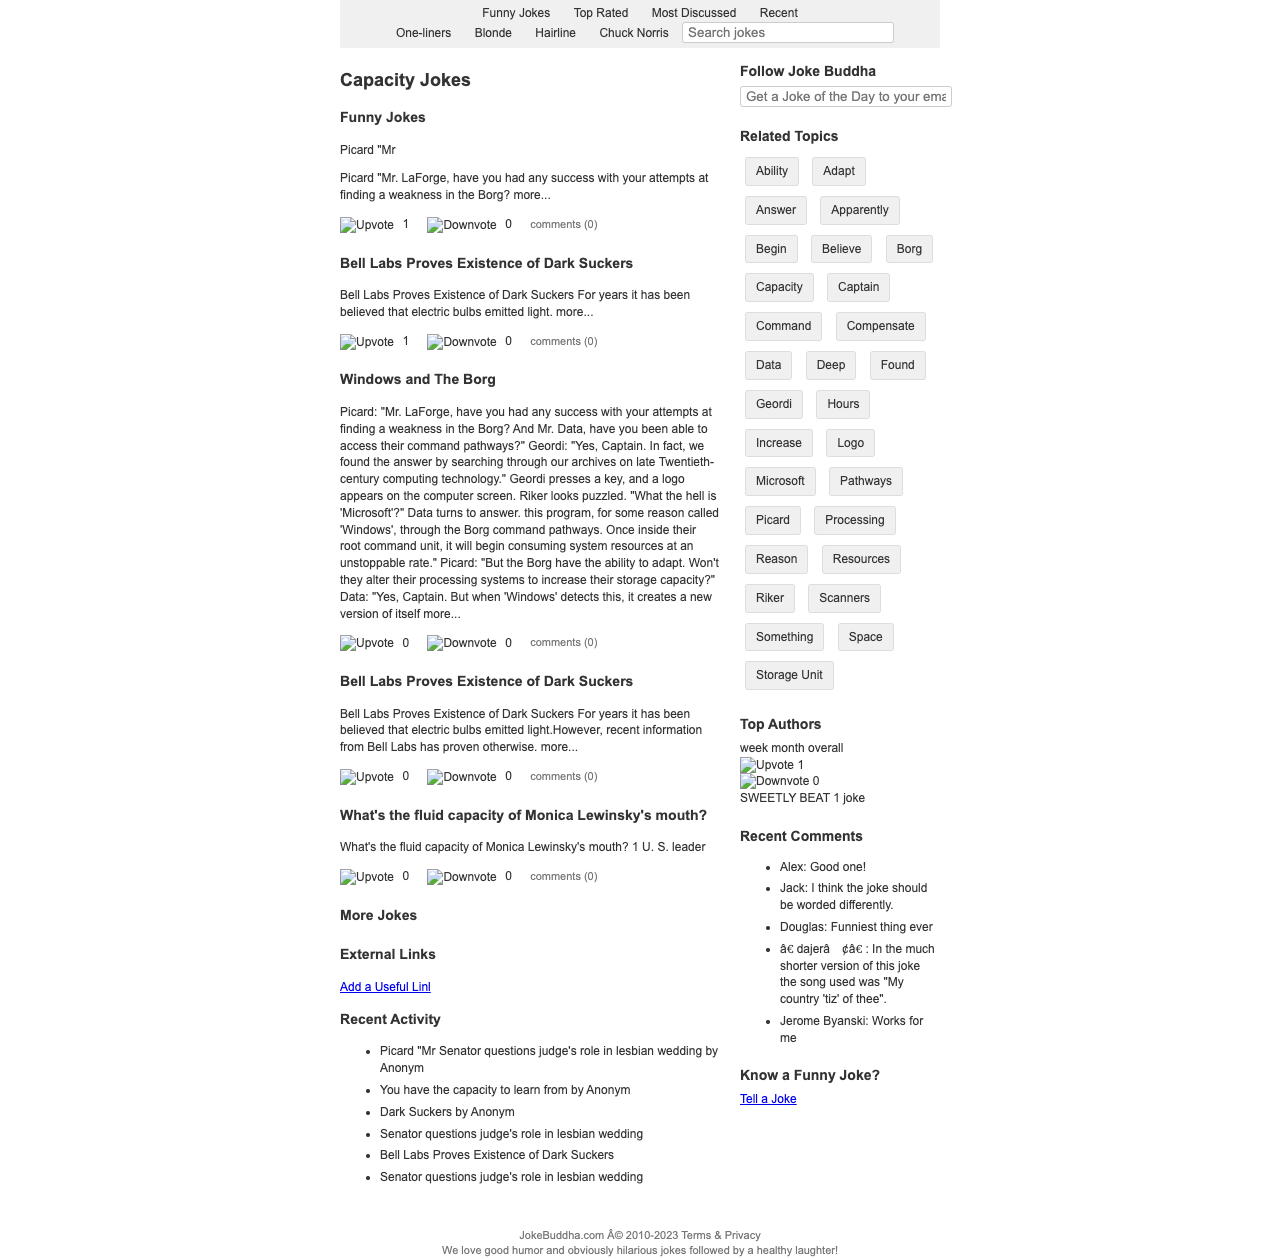 Funny Jokes Top Rated Most Discussed Recent
One-liners Blonde Hairline Chuck Norris Search jokes
Capacity Jokes
Funny Jokes
Picard "Mr
Picard "Mr. LaForge, have you had any success with your attempts at
finding a weakness in the Borg? more...
Upvote 1 Downvote 0 comments (0)
Bell Labs Proves Existence of Dark Suckers
Bell Labs Proves Existence of Dark Suckers For years it has been
believed that electric bulbs emitted light. more...
Upvote 1 Downvote 0 comments (0)
Windows and The Borg
Picard: "Mr. LaForge, have you had any success with your attempts at
finding a weakness in the Borg? And Mr. Data, have you been able to
access their command pathways?" Geordi: "Yes, Captain. In fact, we
found the answer by searching through our archives on late Twentieth-
century computing technology." Geordi presses a key, and a logo
appears on the computer screen. Riker looks puzzled. "What the hell is
'Microsoft'?" Data turns to answer. this program, for some reason called
'Windows', through the Borg command pathways. Once inside their
root command unit, it will begin consuming system resources at an
unstoppable rate." Picard: "But the Borg have the ability to adapt. Won't
they alter their processing systems to increase their storage capacity?"
Data: "Yes, Captain. But when 'Windows' detects this, it creates a new
version of itself more...
Upvote 0 Downvote 0 comments (0)
Bell Labs Proves Existence of Dark Suckers
Bell Labs Proves Existence of Dark Suckers For years it has been
believed that electric bulbs emitted light.However, recent information
from Bell Labs has proven otherwise. more...
Upvote 0 Downvote 0 comments (0)
What's the fluid capacity of Monica Lewinsky's mouth?
What's the fluid capacity of Monica Lewinsky's mouth? 1 U. S. leader
Upvote 0 Downvote 0 comments (0)
More Jokes
External Links
Add a Useful Linl
Recent Activity
Picard "Mr Senator questions judge's role in lesbian wedding by
Anonym
You have the capacity to learn from by Anonym
Dark Suckers by Anonym
Senator questions judge's role in lesbian wedding
Bell Labs Proves Existence of Dark Suckers
Senator questions judge's role in lesbian wedding
Follow Joke Buddha
Get a Joke of the Day to your ema
Related Topics
Ability Adapt
Answer Apparently
Begin Believe Borg
Capacity Captain
Command Compensate
Data Deep Found
Geordi Hours
Increase Logo
Microsoft Pathways
Picard Processing
Reason Resources
Riker Scanners
Something Space
Storage Unit
Top Authors
week month overall
Upvote 1
Downvote 0
SWEETLY BEAT 1 joke
Recent Comments
Alex: Good one!
Jack: I think the joke should
be worded differently.
Douglas: Funniest thing ever
â€ dajerâ ¢â€ : In the much
shorter version of this joke
the song used was "My
country 'tiz' of thee".
Jerome Byanski: Works for
me
Know a Funny Joke?
Tell a Joke
JokeBuddha.com Â© 2010-2023 Terms & Privacy
We love good humor and obviously hilarious jokes followed by a healthy laughter!